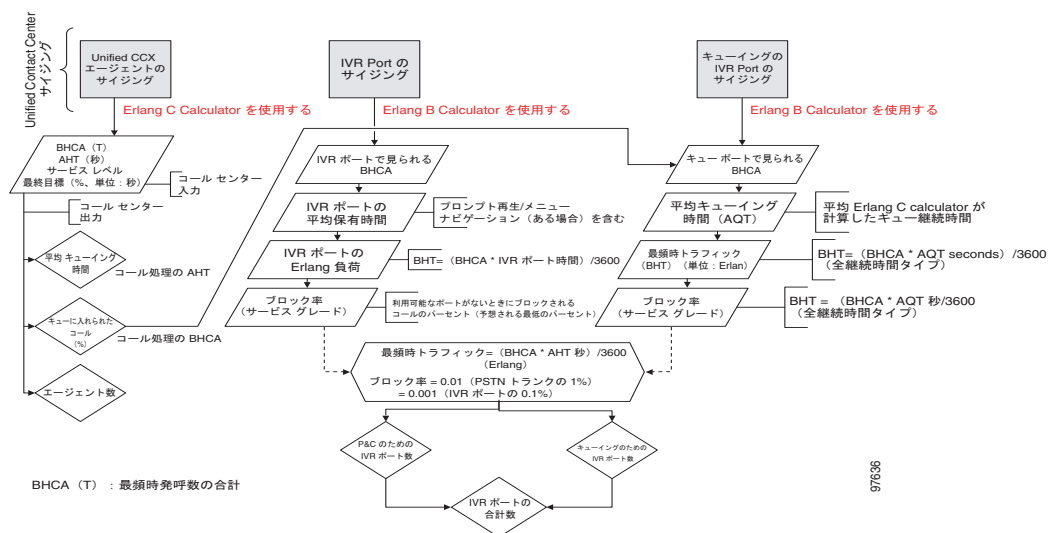 Unified Contact Center
サイジング
Unified CCX
エージェントの
サイジング
IVR Port の
サイジング
キューイングの
IVR Port の
サイジング
Erlang C Calculator を使用する
Erlang B Calculator を使用する
Erlang B Calculator を使用する
BHCA（T）
AHT（秒）
サービス レベル
最終目標（%、単位：秒）
コール センター
入力
コール センター
出力
平均 キューイング
時間
コール処理の AHT
キューに入れられた
コール
（%）
コール処理の BHCA
エージェント数
IVR ポートで見られる
BHCA
IVR ポートの
平均保有時間
プロンプト再生/メニュー
ナビゲーション（ある場合）を含む
IVR ポートの
Erlang 負荷
BHT=（BHCA * IVR ポート時間）/3600
ブロック率
（サービス グレード）
利用可能なポートがないときにブロックされる
コールのパーセント（予想される最低のパーセント）
キュー ポートで見られる
BHCA
平均キューイング
時間（AQT）
平均 Erlang C calculator が
計算したキュー継続時間
最頻時トラフィック
（BHT）（単位：Erlan）
BHT=（BHCA * AQT seconds）/3600
（全継続時間タイプ）
ブロック率
（サービス グレード）
BHT = （BHCA * AQT 秒/3600
（全継続時間タイプ）
最頻時トラフィック=（BHCA * AHT 秒）/3600
（Erlang）
ブロック率 = 0.01（PSTN トランクの 1%）
= 0.001（IVR ポートの 0.1%）
P&C のための
IVR ポート数
キューイングのための
IVR ポート数
IVR ポートの
合計数
BHCA（T）：最頻時発呼数の合計
97636